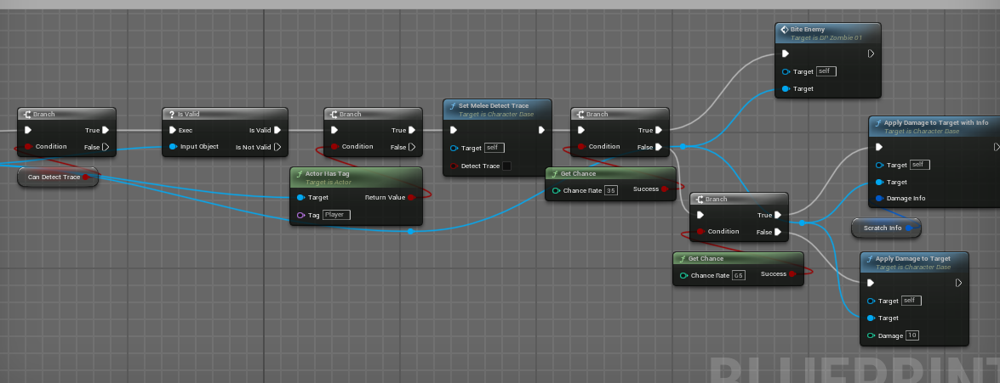 Bite Enemy
Target is BP Zombie 01
Target self
Target
Branch
True
Condition False
Can Detect Trace
Is Valid
Exec Is Valid
Input Object Is Not Valid
Branch
True
Condition False
Actor Has Tag
Target is Actor
Target Return Value
Tag Player
Set Melee Detect Trace
Target is Character Base
Target self
Detect Trace
Branch
True
Condition False
Get Chance
Chance Rate 35 Success
Branch
True
Condition False
Get Chance
Chance Rate 65 Success
Apply Damage to Target with Info
Target is Character Base
Target self
Target
Damage Info
Scratch Info
Apply Damage to Target
Target is Character Base
Target self
Target
Damage 10
BLUEPRINT